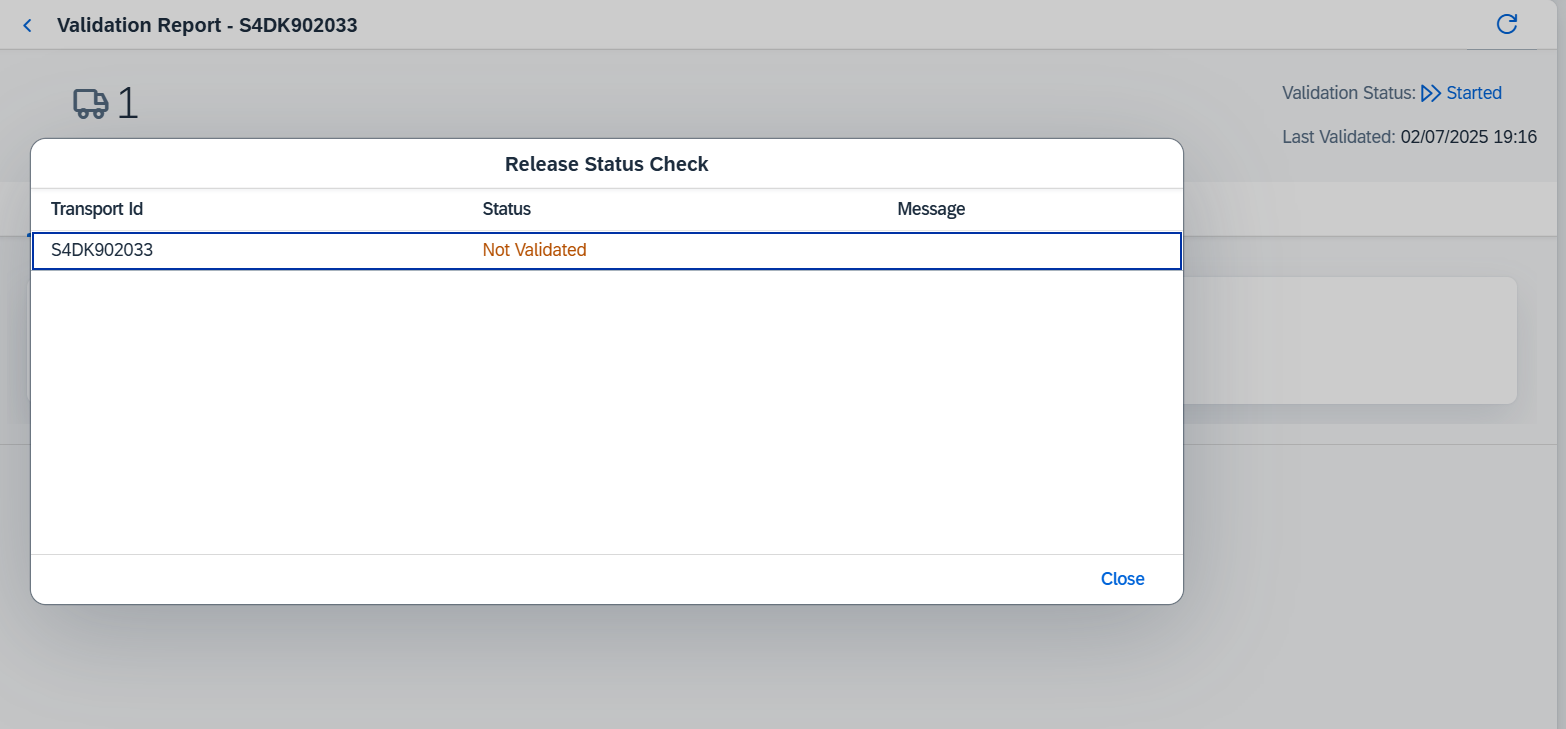 Validation Report - S4DK902033
1
Validation Status: Started
Last Validated: 02/07/2025 19:16
Release Status Check
Transport Id Status Message
S4DK902033 Not Validated
Close